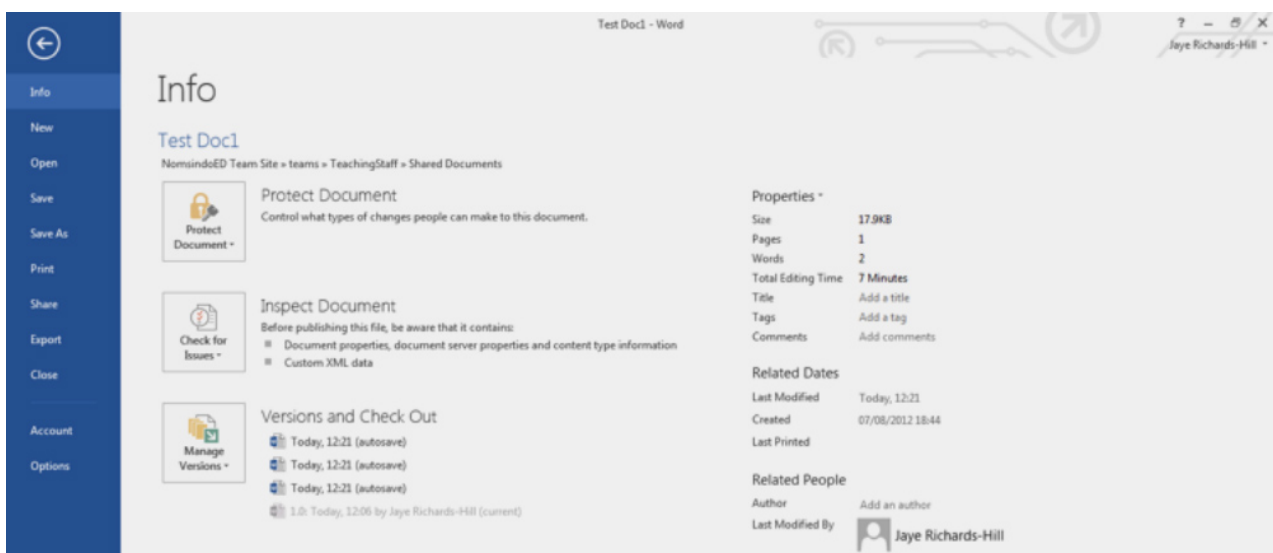 Test Doc1 - Word
?
Jaye Richards-Hill
Info
New
Open
Save
Save As
Print
Share
Export
Close
Account
Options
Info
Test Doc1
NomsindoED Team Site » teams » TeachingStaff » Shared Documents
Protect
Document
Protect Document
Control what types of changes people can make to this document.
Check for
Issues
Inspect Document
Before publishing this file, be aware that it contains:
Document properties, document server properties and content type information
Custom XML data
Manage
Versions
Versions and Check Out
Today, 12:21 (autosave)
Today, 12:21 (autosave)
Today, 12:21 (autosave)
1.0: Today, 12:06 by Jaye Richards-Hill (current)
Properties
Size 17.9KB
Pages 1
Words 2
Total Editing Time 7 Minutes
Title Add a title
Tags Add a tag
Comments Add comments
Related Dates
Last Modified Today, 12:21
Created 07/08/2012 18:44
Last Printed
Related People
Author Add an author
Last Modified By Jaye Richards-Hill